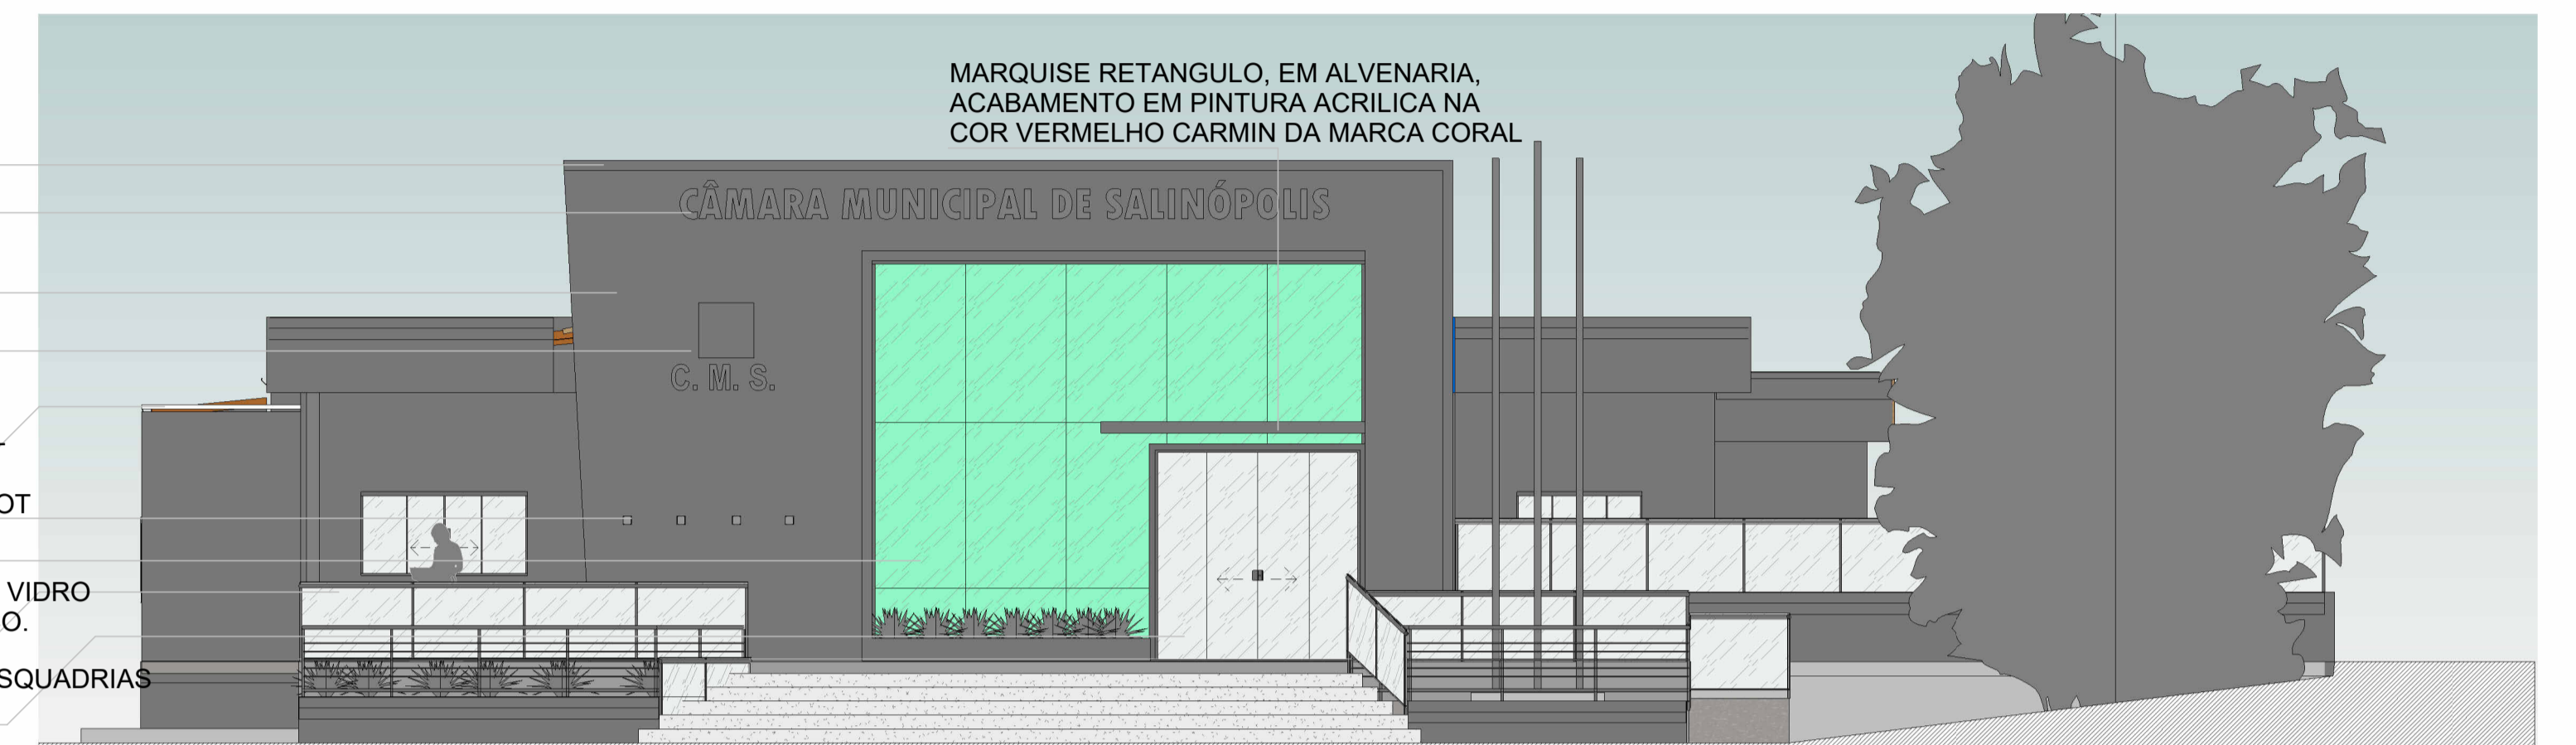 MARQUISE RETANGULO, EM ALVENARIA,
ACABAMENTO EM PINTURA ACRILICA NA
COR VERMELHO CARMIN DA MARCA CORAL
CÂMARA MUNICIPAL DE SALINÓPOLIS
C. M. S.
OT
VIDRO
O.
SQUADRIAS